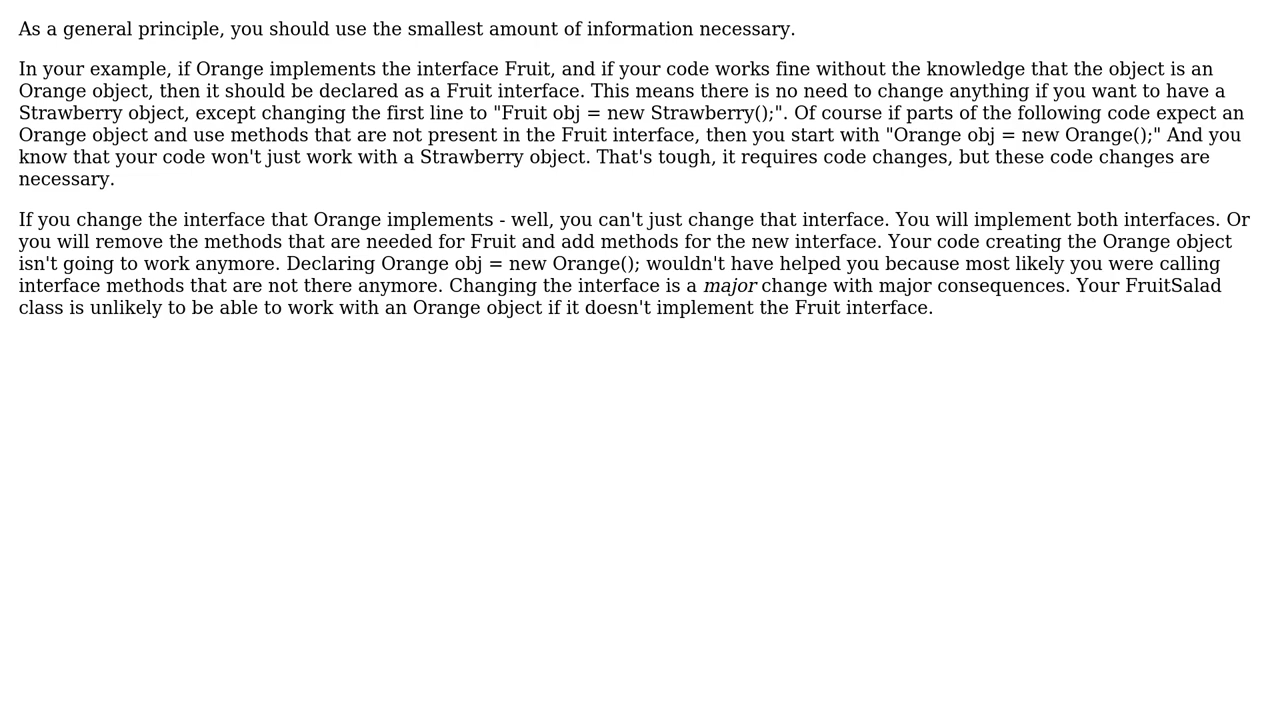 As a general principle, you should use the smallest amount of information necessary.
In your example, if Orange implements the interface Fruit, and if your code works fine without the knowledge that the object is an
Orange object, then it should be declared as a Fruit interface. This means there is no need to change anything if you want to have a
Strawberry object, except changing the first line to "Fruit obj = new Strawberry();". Of course if parts of the following code expect an
Orange object and use methods that are not present in the Fruit interface, then you start with "Orange obj = new Orange();" And you
know that your code won't just work with a Strawberry object. That's tough, it requires code changes, but these code changes are
necessary.
If you change the interface that Orange implements - well, you can't just change that interface. You will implement both interfaces. Or
you will remove the methods that are needed for Fruit and add methods for the new interface. Your code creating the Orange object
isn't going to work anymore. Declaring Orange obj = new Orange(); wouldn't have helped you because most likely you were calling
interface methods that are not there anymore. Changing the interface is a major change with major consequences. Your FruitSalad
class is unlikely to be able to work with an Orange object if it doesn't implement the Fruit interface.